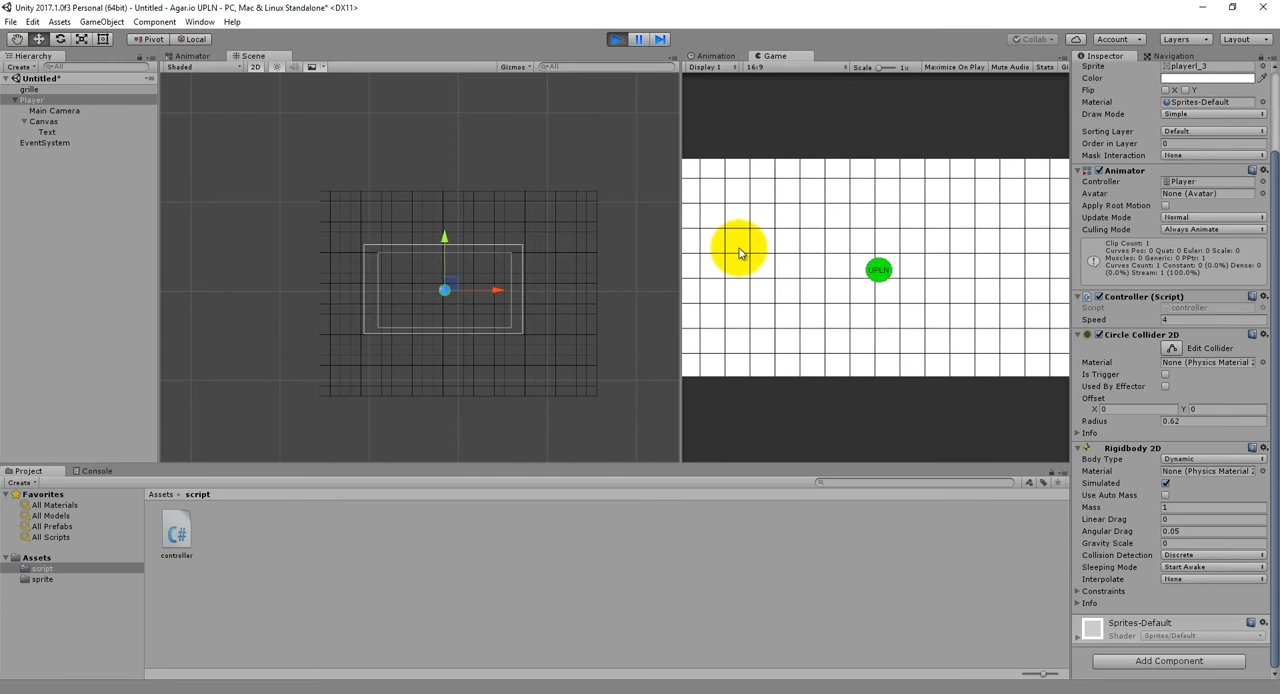 Unity 2017.1.0f3 Personal (64bit) - Untitled - Agar.io UPLN - PC, Mac & Linux Standalone* <DX11>
File Edit Assets GameObject Component Window Help
Pivot Local Collab Account Layers Layout
Hierarchy Animator Scene Animation Game Inspector Navigation
Create All Shaded 2D Gizmos All Display 1 16:9 Scale 1x Maximize On Play Mute Audio Stats Gi
Untitled*
grille
Player
Main Camera
Canvas
Text
EventSystem
UPLN
Sprite playerl_3
Color
Flip X Y
Material Sprites-Default
Draw Mode Simple
Sorting Layer Default
Order in Layer 0
Mask Interaction None
Animator
Controller Player
Avatar None (Avatar)
Apply Root Motion
Update Mode Normal
Culling Mode Always Animate
Clip Count: 1
Curves Pos: 0 Quat: 0 Euler: 0 Scale: 0
Muscles: 0 Generic: 0 PPtr: 1
Curves Count: 1 Constant: 0 (0.0%) Dense: 0
(0.0%) Stream: 1 (100.0%)
Controller (Script)
Script controller
Speed 4
Circle Collider 2D
Edit Collider
Material None (Physics Material 2
Is Trigger
Used By Effector
Offset
X 0 Y 0
Radius 0.62
Info
Rigidbody 2D
Body Type Dynamic
Material None (Physics Material 2
Simulated
Use Auto Mass
Mass 1
Linear Drag 0
Angular Drag 0.05
Gravity Scale 0
Collision Detection Discrete
Sleeping Mode Start Awake
Interpolate None
Constraints
Info
Sprites-Default
Shader Sprites/Default
Add Component
Project Console
Create
Favorites
All Materials
All Models
All Prefabs
All Scripts
Assets
script
sprite
Assets script
C#
controller